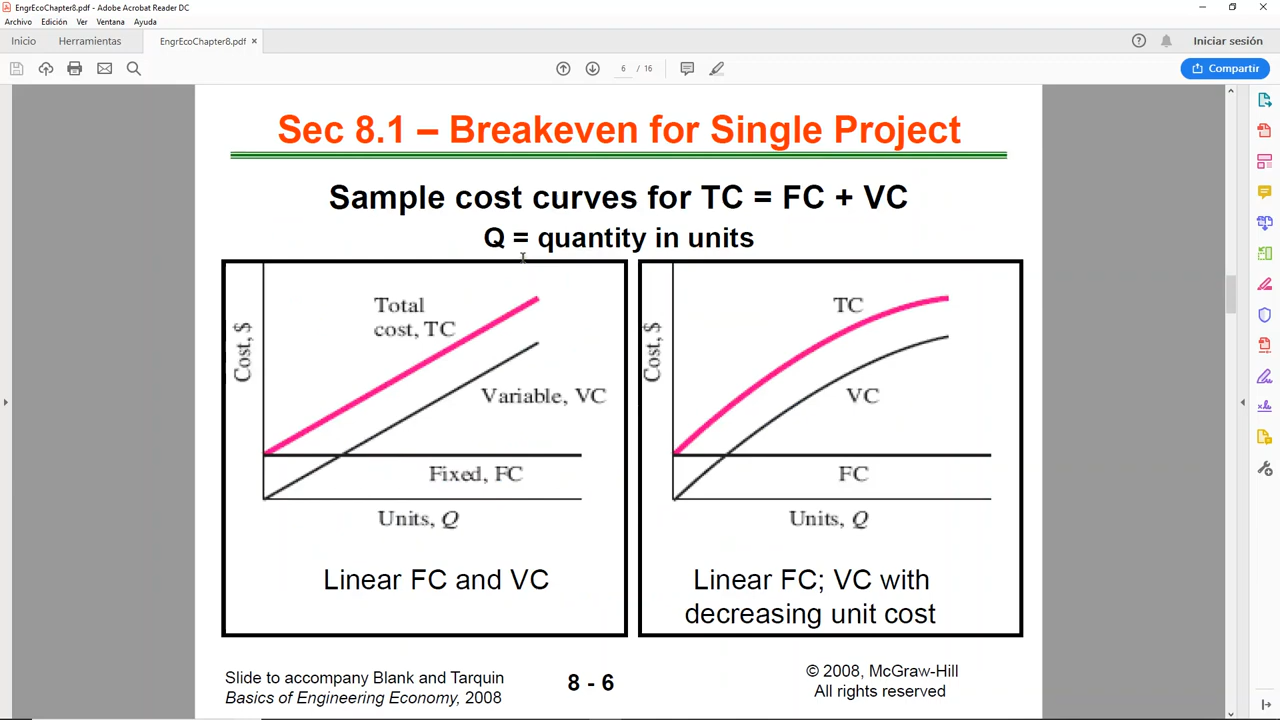 EngrEcoChapter8.pdf - Adobe Acrobat Reader DC
Archivo Edición Ver Ventana Ayuda
Inicio Herramientas EngrEcoChapter8.pdf × Iniciar sesión
6 / 16 Compartir
Sec 8.1 – Breakeven for Single Project
Sample cost curves for TC = FC + VC
Q = quantity in units
Cost, $
Total
cost, TC
Variable, VC
Fixed, FC
Units, Q
Linear FC and VC
Cost, $
TC
VC
FC
Units, Q
Linear FC; VC with
decreasing unit cost
Slide to accompany Blank and Tarquin
Basics of Engineering Economy, 2008
8 - 6
© 2008, McGraw-Hill
All rights reserved